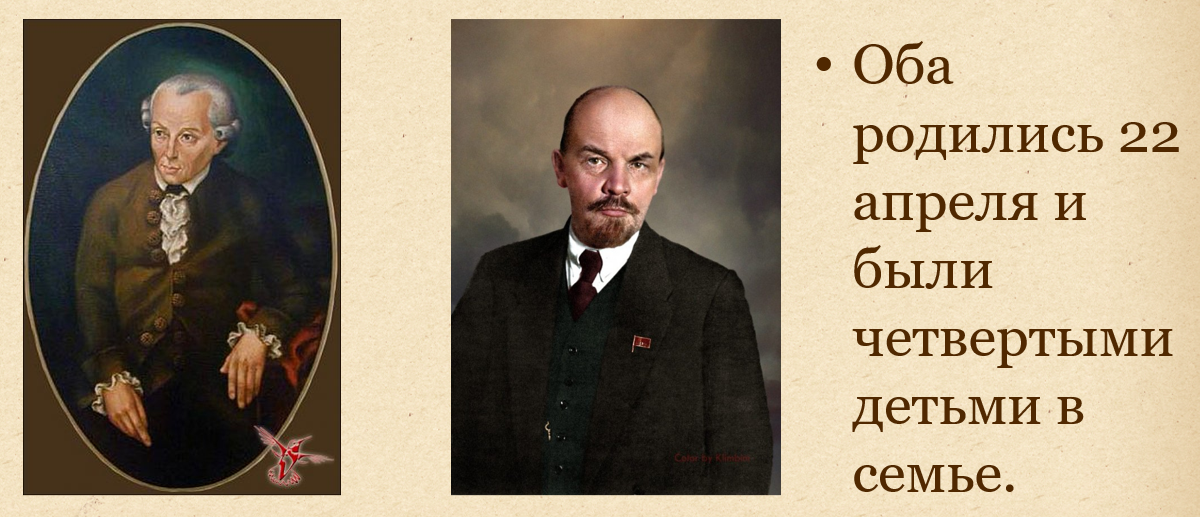 • Оба
родились 22
апреля и
были
четвертыми
детьми в
семье.